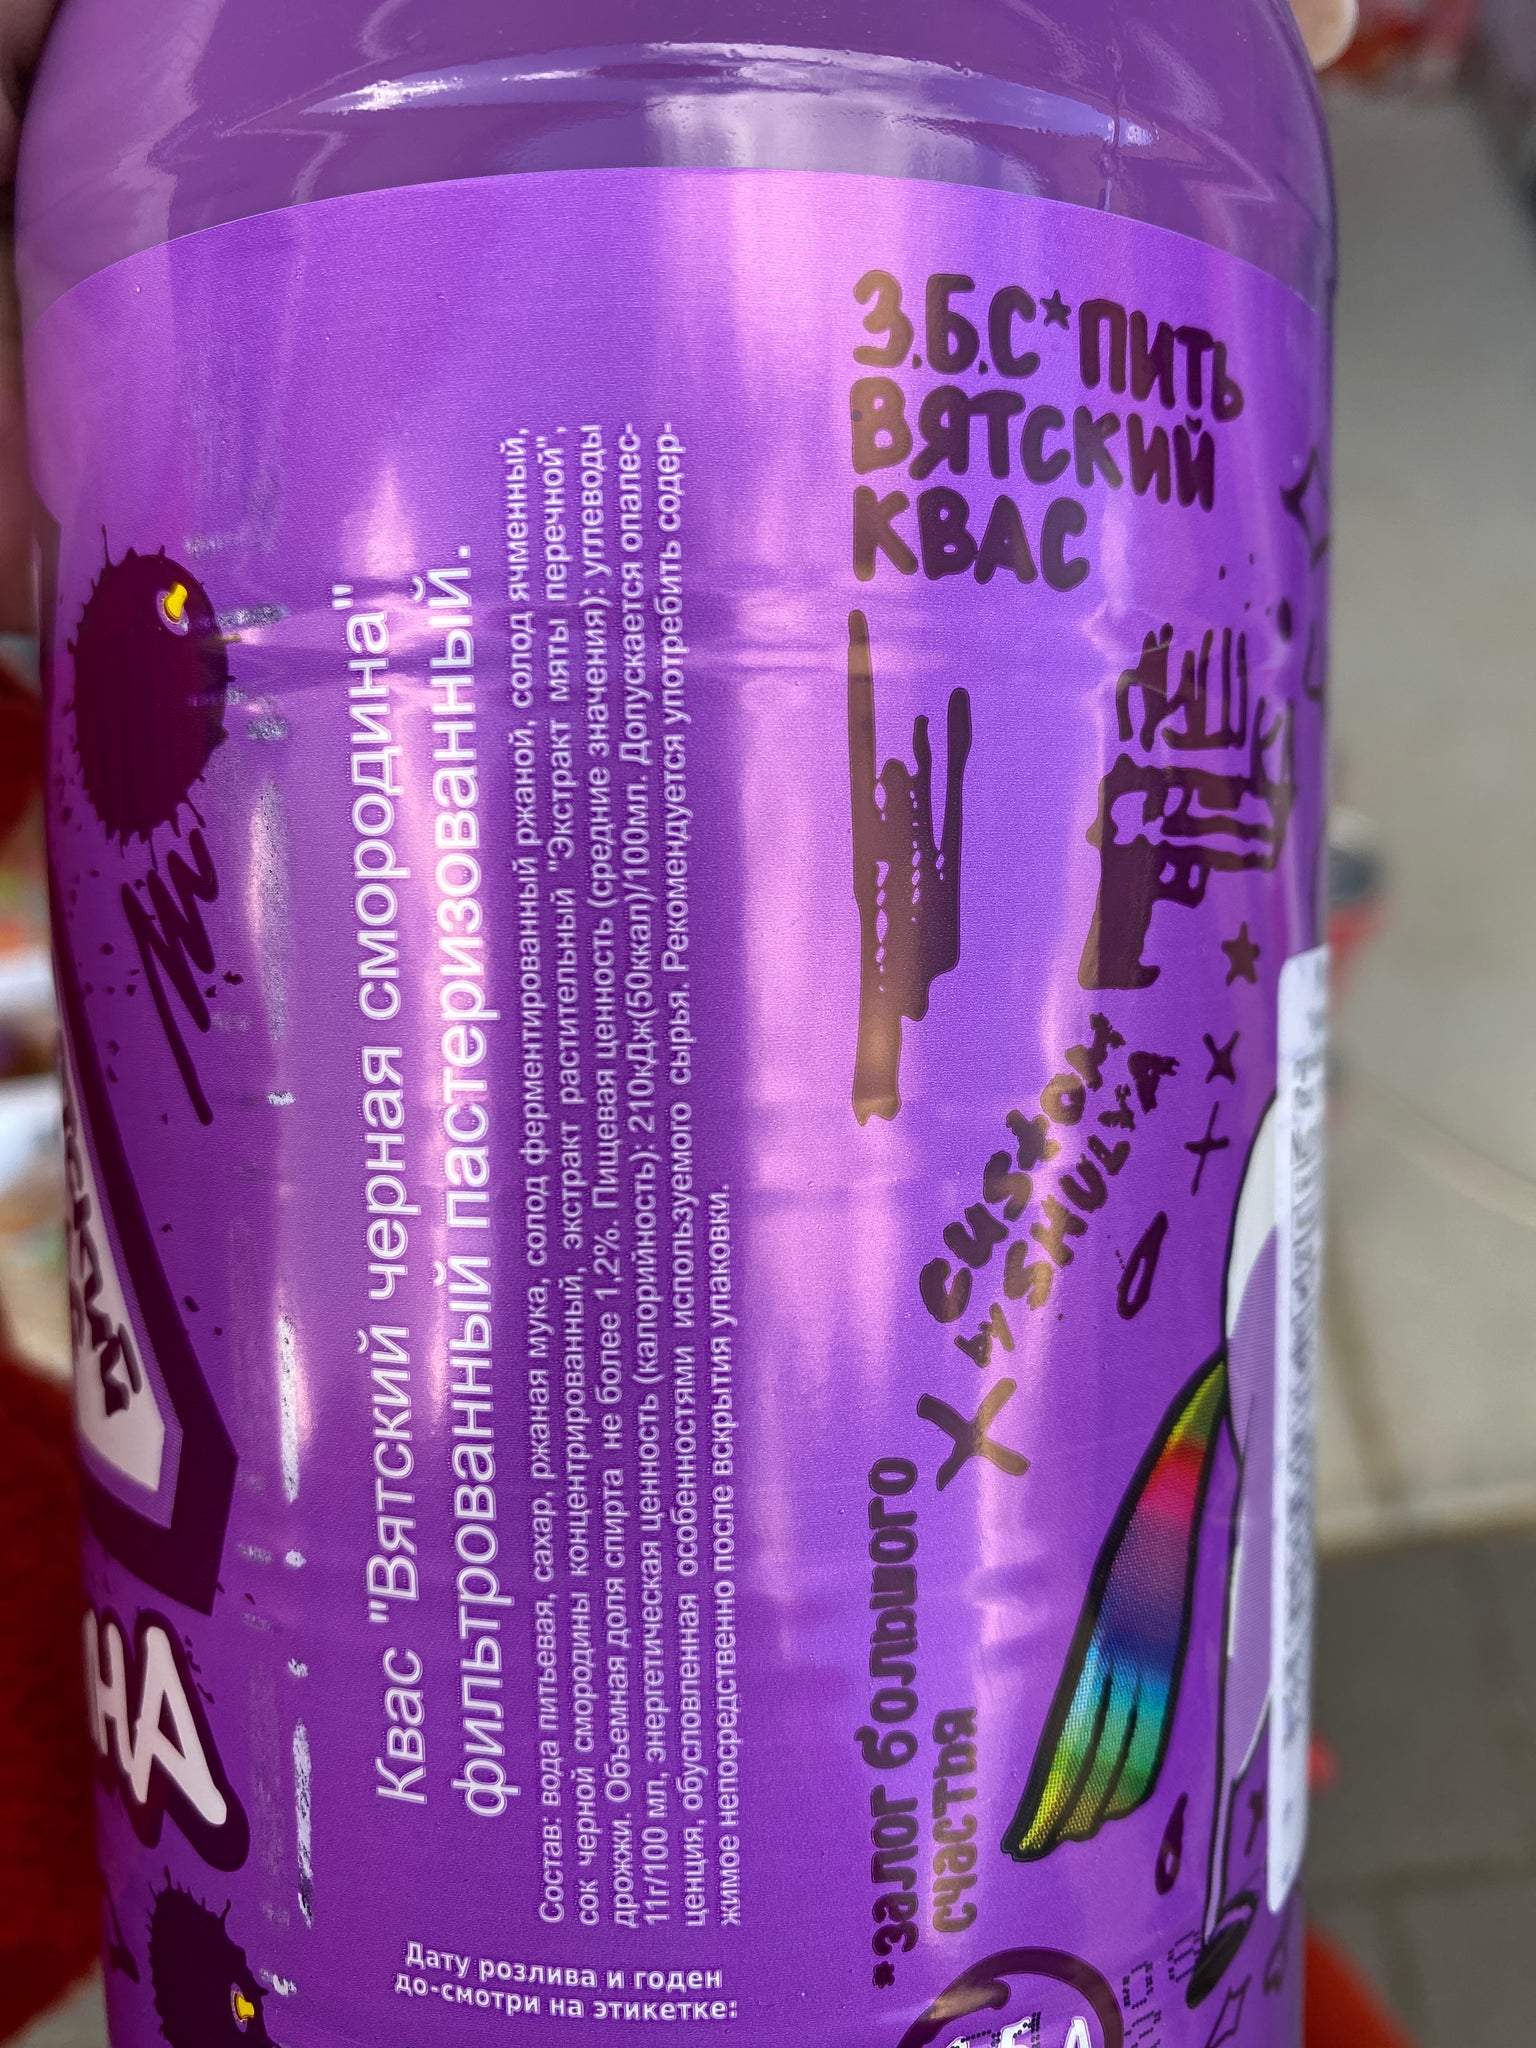 Квас "Вятский черная смородина"
фильтрованный пастеризованный.
Состав: вода питьевая, сахар, ржаная мука, солод ферментированный ржаной, солод ячменный,
сок черной смородины концентрированный, экстракт растительный "Экстракт мяты перечной",
дрожжи. Объемная доля спирта не более 1,2%. Пищевая ценность (средние значения): углеводы
11г/100 мл, энергетическая ценность (калорийность): 210кДж(50ккал)/100мл. Допускается опалес-
ценция, обусловленная особенностями используемого сырья. Рекомендуется употребить содер-
жимое непосредственно после вскрытия упаковки.
Дату розлива и годен
до-смотри на этикетке:
З.Б.С*ПИТЬ
ВЯТСКИЙ
КВАС
CUSTOM
by SHULLA
*залог большого
счастья
НА